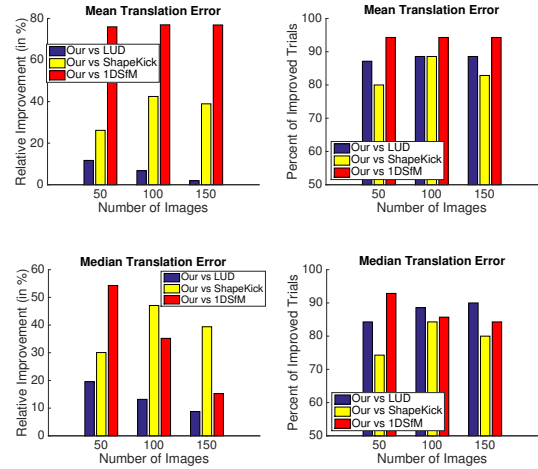 Mean Translation Error
Relative Improvement (in %)
80
60
40
20
0
Our vs LUD
Our vs ShapeKick
Our vs 1DSfM
50 100 150
Number of Images
Mean Translation Error
Percent of Improved Trials
100
90
80
70
60
50
Our vs LUD
Our vs ShapeKick
Our vs 1DSfM
50 100 150
Number of Images
Median Translation Error
Relative Improvement (in %)
60
50
40
30
20
10
0
Our vs LUD
Our vs ShapeKick
Our vs 1DSfM
50 100 150
Number of Images
Median Translation Error
Percent of Improved Trials
100
90
80
70
60
50
Our vs LUD
Our vs ShapeKick
Our vs 1DSfM
50 100 150
Number of Images